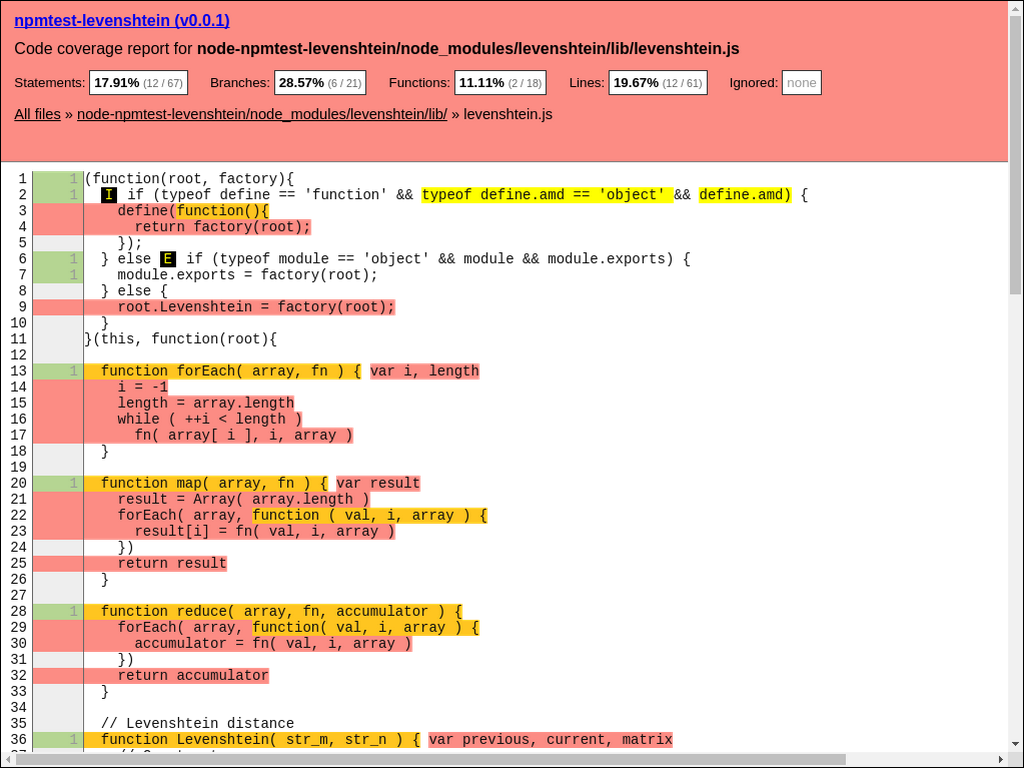 npmtest-levenshtein (v0.0.1)
Code coverage report for node-npmtest-levenshtein/node_modules/levenshtein/lib/levenshtein.js
Statements: 17.91% (12 / 67) Branches: 28.57% (6 / 21) Functions: 11.11% (2 / 18) Lines: 19.67% (12 / 61) Ignored: none
All files » node-npmtest-levenshtein/node_modules/levenshtein/lib/ » levenshtein.js
1 1 (function(root, factory){
2 1 I if (typeof define == 'function' && typeof define.amd == 'object' && define.amd) {
3 define(function(){
4 return factory(root);
5 });
6 1 } else E if (typeof module == 'object' && module && module.exports) {
7 1 module.exports = factory(root);
8 } else {
9 root.Levenshtein = factory(root);
10 }
11 }(this, function(root){
12
13 1 function forEach( array, fn ) { var i, length
14 i = -1
15 length = array.length
16 while ( ++i < length )
17 fn( array[ i ], i, array )
18 }
19
20 1 function map( array, fn ) { var result
21 result = Array( array.length )
22 forEach( array, function ( val, i, array ) {
23 result[i] = fn( val, i, array )
24 })
25 return result
26 }
27
28 1 function reduce( array, fn, accumulator ) {
29 forEach( array, function( val, i, array ) {
30 accumulator = fn( val, i, array )
31 })
32 return accumulator
33 }
34
35 // Levenshtein distance
36 1 function Levenshtein( str_m, str_n ) { var previous, current, matrix